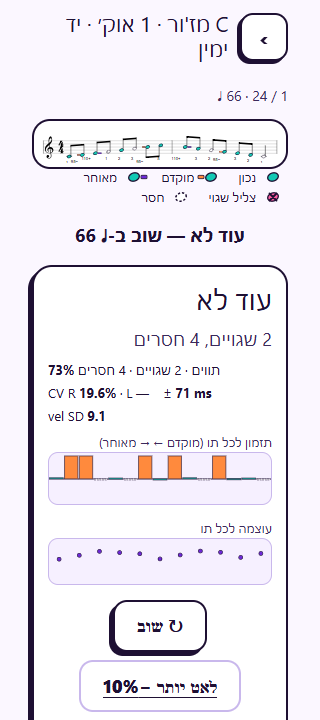 C מז'ור · 1 אוק׳ · יד
ימין
›
♩ 66 · 24 / 1
נכון מוקדם מאוחר
צליל שגוי חסר
עוד לא — שוב ב-♩ 66
עוד לא
2 שגויים, 4 חסרים
73% תווים · 2 שגויים · 4 חסרים
CV R 19.6% · L — ± 71 ms
vel SD 9.1
תזמון לכל תו (מוקדם ← → מאוחר)
עוצמה לכל תו
↻ שוב
לאט יותר −10%